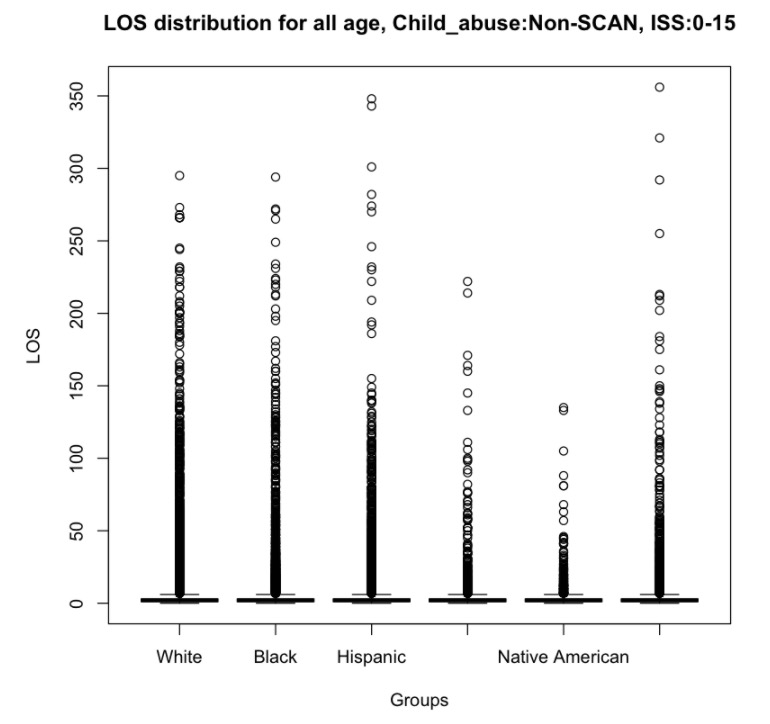 LOS distribution for all age, Child_abuse:Non-SCAN, ISS:0-15
LOS
350
300
250
200
150
100
50
0
White Black Hispanic Native American
Groups